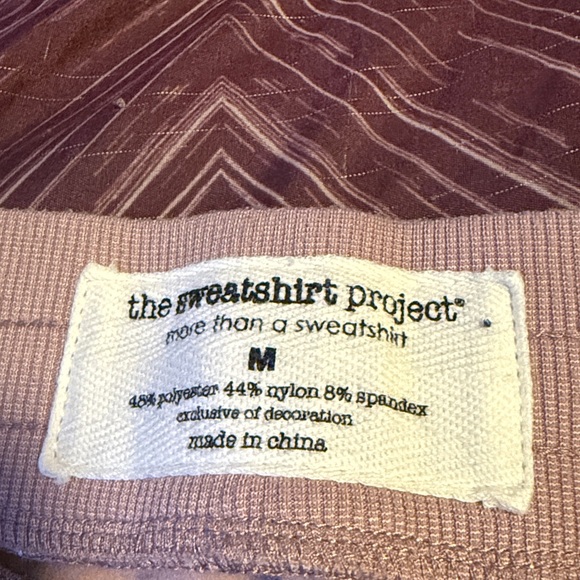 the sweatshirt project®
more than a sweatshirt
M
48% polyester 44% nylon 8% spandex
exclusive of decoration
made in china